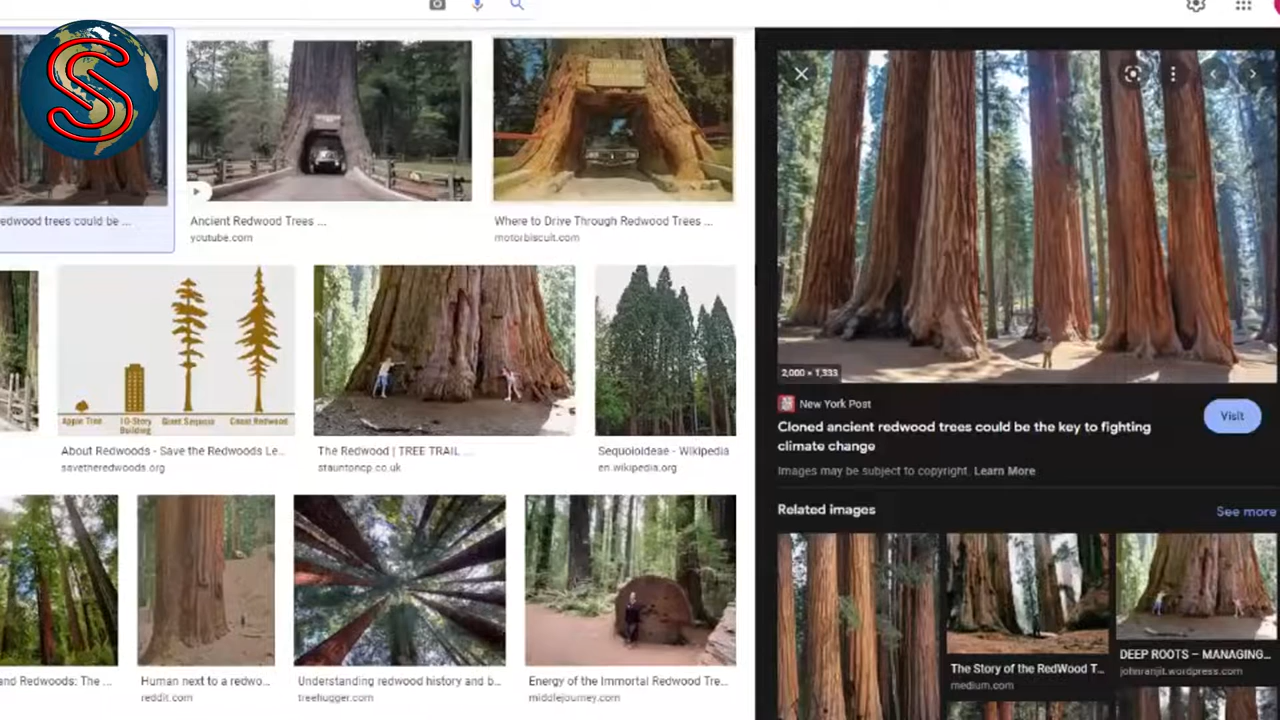 S
edwood trees could be ...
Ancient Redwood Trees ...
youtube.com
Where to Drive Through Redwood Trees ...
motorbiscuit.com
Apple Tree
10-Story
Building
Giant Sequoia
Coast Redwood
About Redwoods - Save the Redwoods Le...
savetheredwoods.org
The Redwood | TREE TRAIL ...
stauntoncp.co.uk
Sequoioideae - Wikipedia
en.wikipedia.org
and Redwoods: The ...
Human next to a redwo...
reddit.com
Understanding redwood history and b...
treehugger.com
Energy of the Immortal Redwood Tre...
middlejourney.com
2,000 × 1,333
New York Post
Visit
Cloned ancient redwood trees could be the key to fighting
climate change
Images may be subject to copyright. Learn More
Related images
See more
The Story of the RedWood T...
medium.com
DEEP ROOTS – MANAGING...
johnranjit.wordpress.com